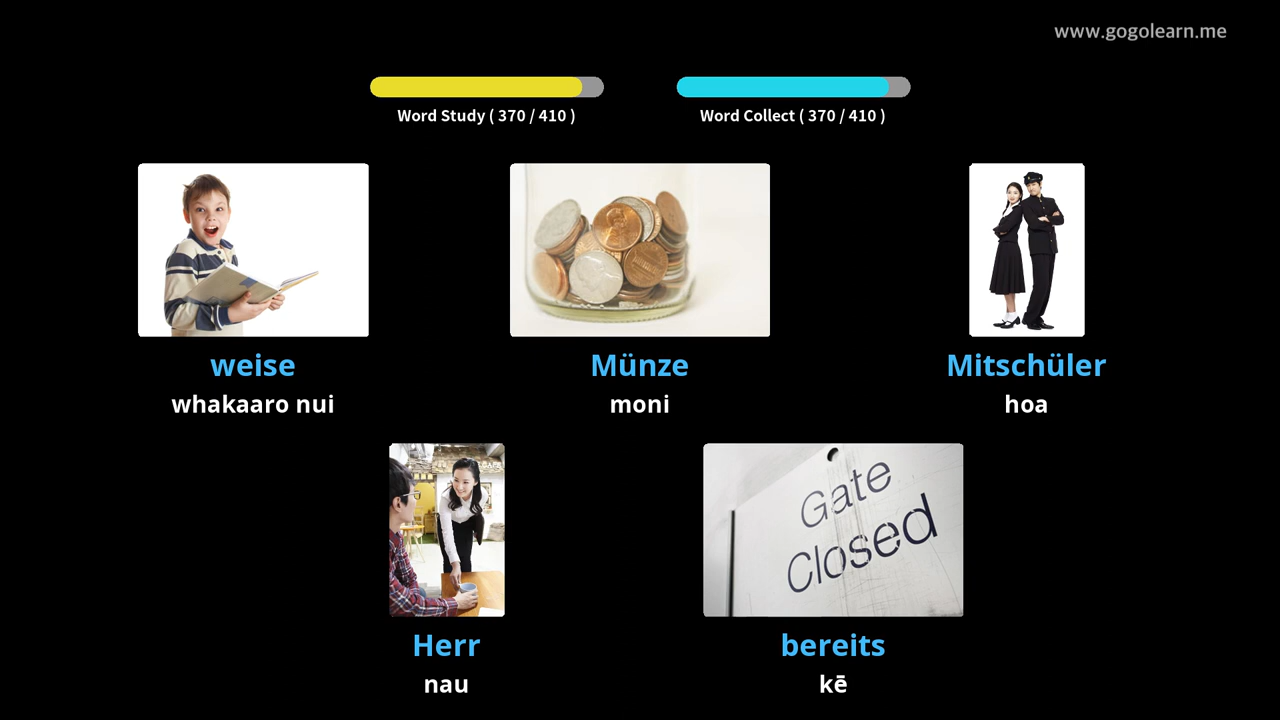 www.gogolearn.me
Word Study ( 370 / 410 )
Word Collect ( 370 / 410 )
weise
whakaaro nui
Münze
moni
Mitschüler
hoa
Gate
Closed
Herr
nau
bereits
kē